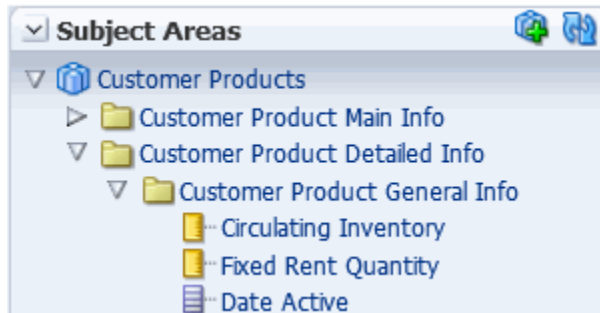 Subject Areas
Customer Products
Customer Product Main Info
Customer Product Detailed Info
Customer Product General Info
Circulating Inventory
Fixed Rent Quantity
Date Active